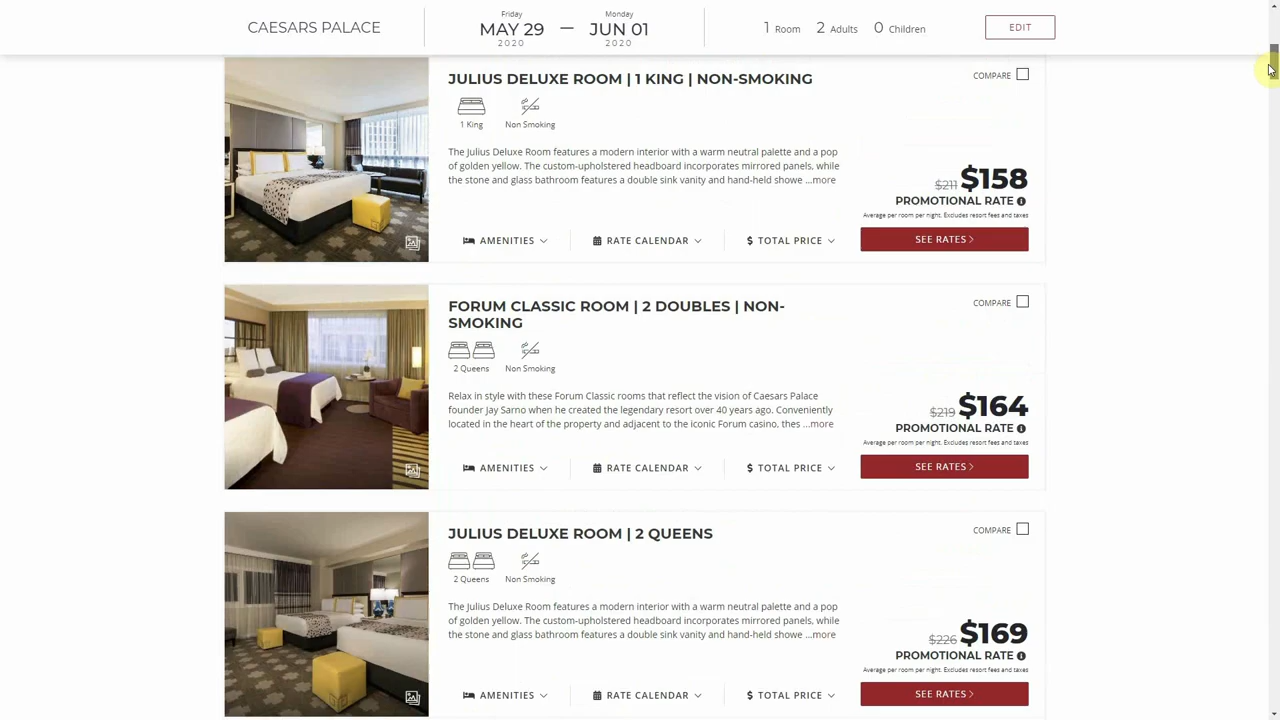 CAESARS PALACE
Friday
MAY 29
2020
—
Monday
JUN 01
2020
1 Room 2 Adults 0 Children
EDIT
JULIUS DELUXE ROOM | 1 KING | NON-SMOKING
COMPARE
1 King Non Smoking
The Julius Deluxe Room features a modern interior with a warm neutral palette and a pop
of golden yellow. The custom-upholstered headboard incorporates mirrored panels, while
the stone and glass bathroom features a double sink vanity and hand-held showe ...more
$211 $158
PROMOTIONAL RATE
Average per room per night. Excludes resort fees and taxes
AMENITIES RATE CALENDAR $ TOTAL PRICE
SEE RATES
FORUM CLASSIC ROOM | 2 DOUBLES | NON-
SMOKING
COMPARE
2 Queens Non Smoking
Relax in style with these Forum Classic rooms that reflect the vision of Caesars Palace
founder Jay Sarno when he created the legendary resort over 40 years ago. Conveniently
located in the heart of the property and adjacent to the iconic Forum casino, thes ...more
$219 $164
PROMOTIONAL RATE
Average per room per night. Excludes resort fees and taxes
AMENITIES RATE CALENDAR $ TOTAL PRICE
SEE RATES
JULIUS DELUXE ROOM | 2 QUEENS
COMPARE
2 Queens Non Smoking
The Julius Deluxe Room features a modern interior with a warm neutral palette and a pop
of golden yellow. The custom-upholstered headboard incorporates mirrored panels, while
the stone and glass bathroom features a double sink vanity and hand-held showe ...more
$226 $169
PROMOTIONAL RATE
Average per room per night. Excludes resort fees and taxes
AMENITIES RATE CALENDAR $ TOTAL PRICE
SEE RATES